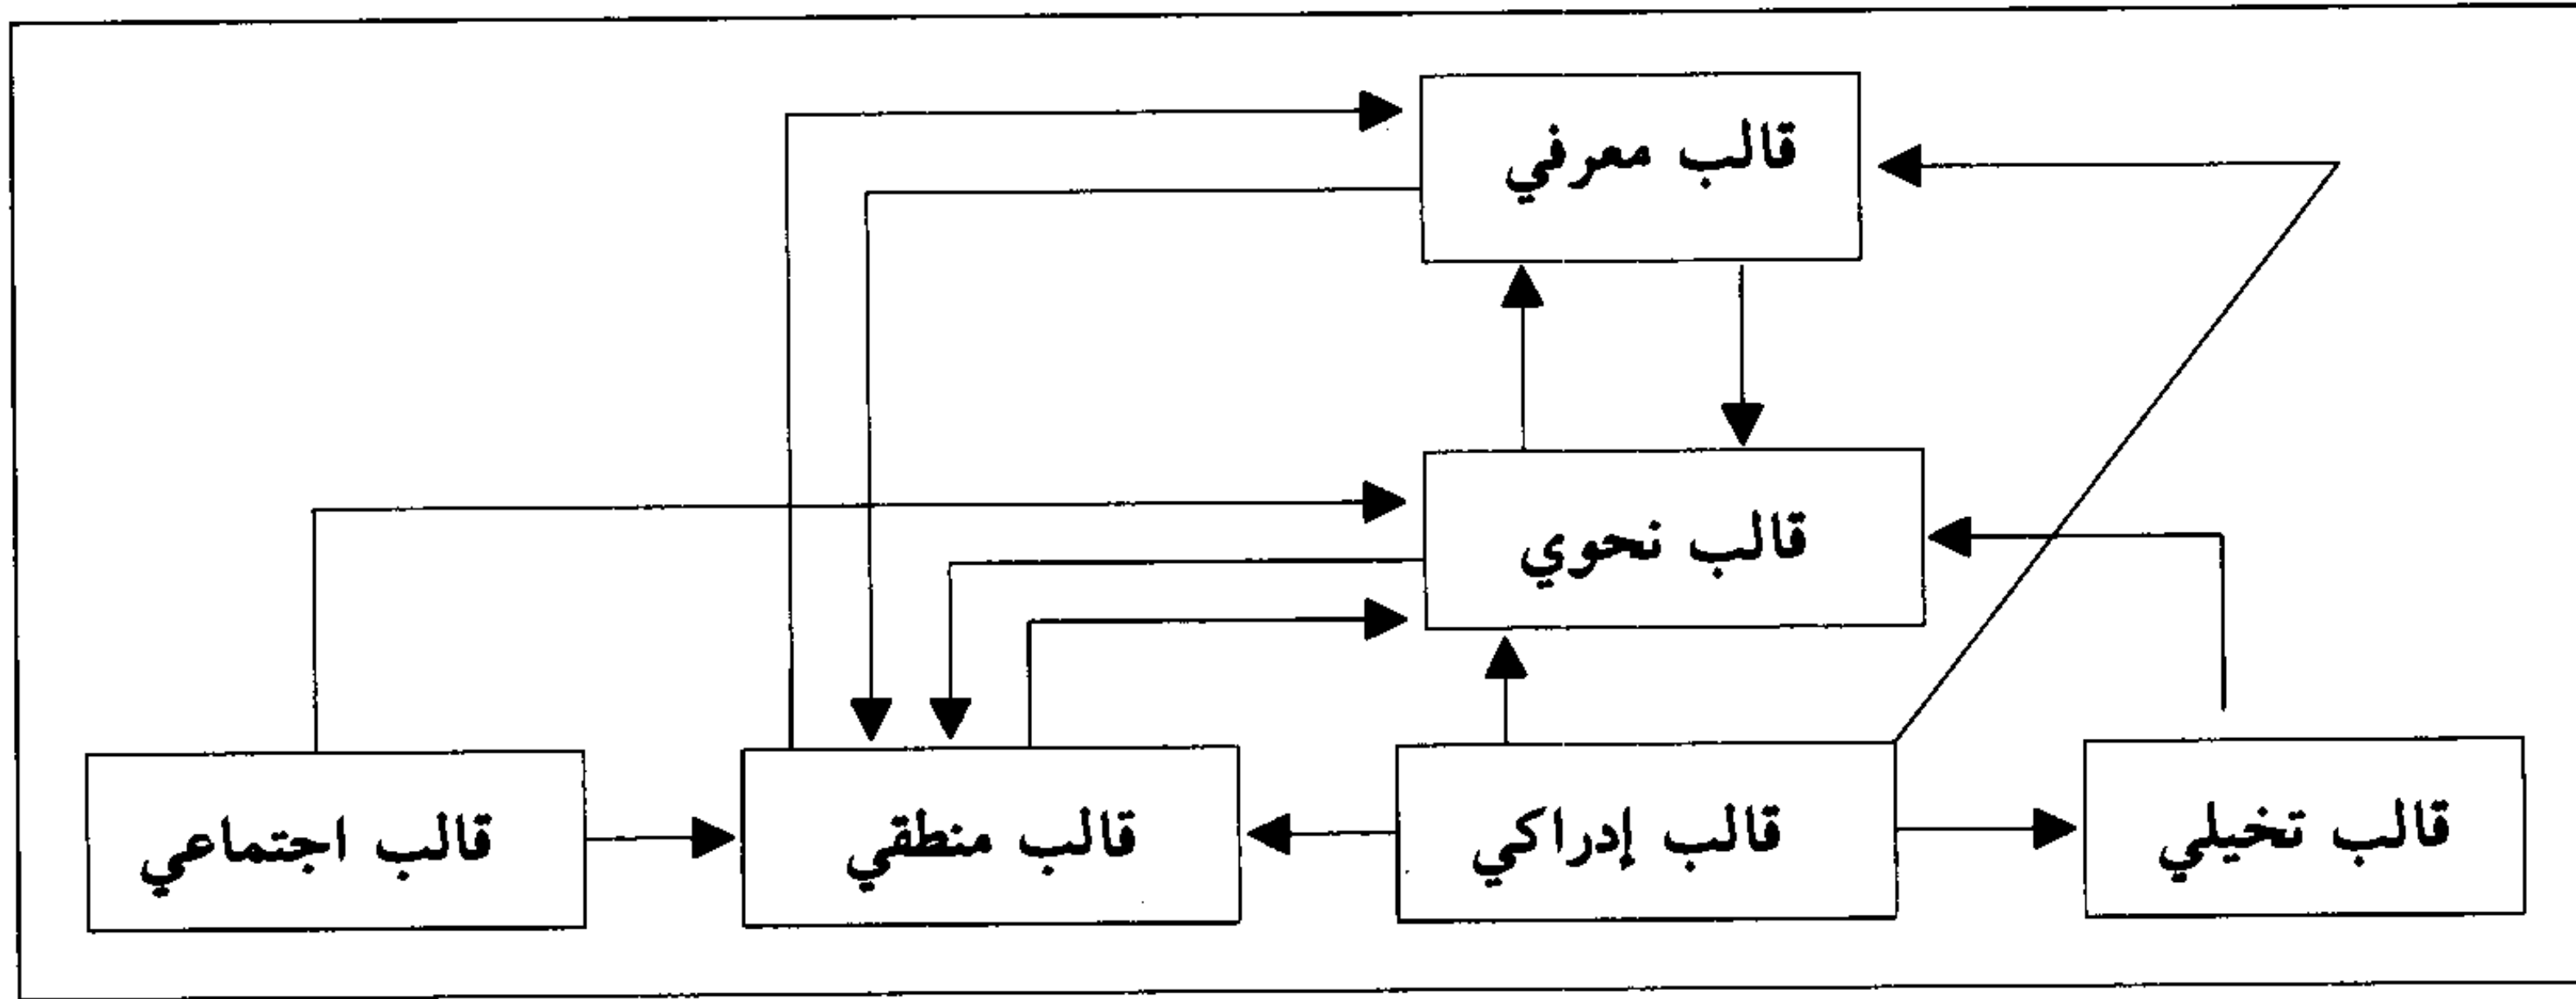 قالب معرفي
قالب نحوي
قالب تخيلي
قالب إدراكي
قالب منطقي
قالب اجتماعي